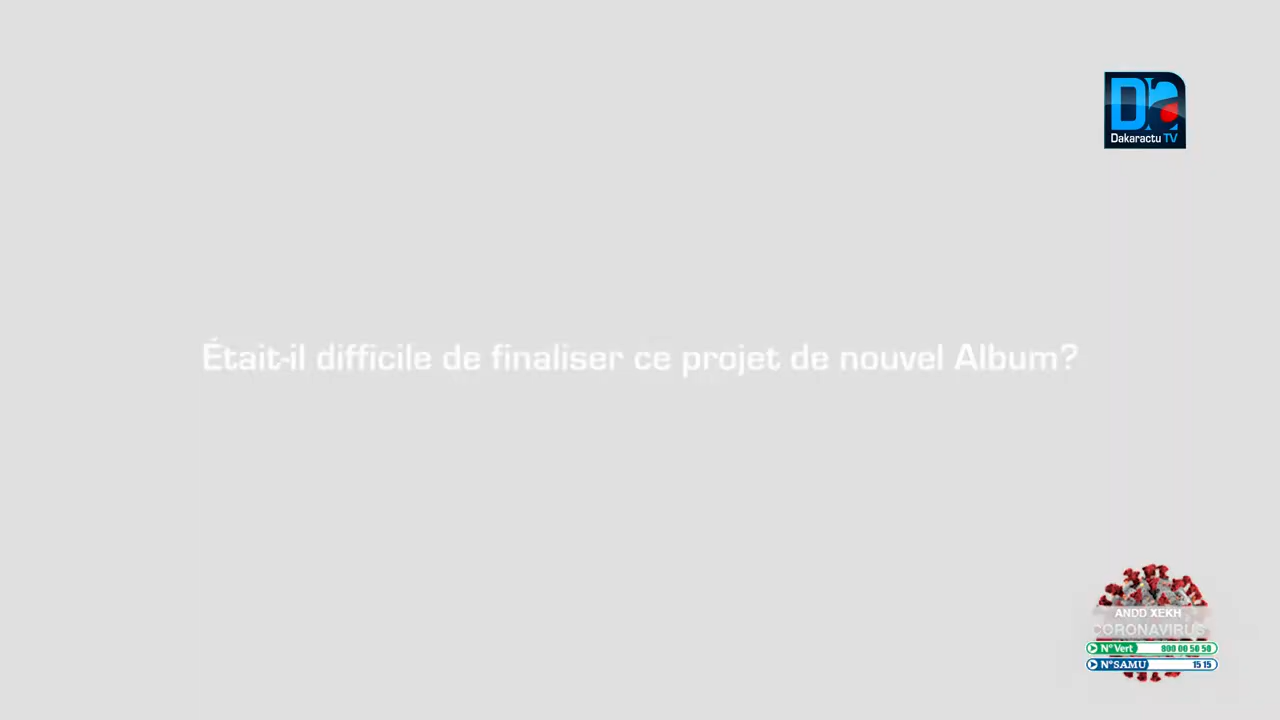 Dakaractu TV
Était-il difficile de finaliser ce projet de nouvel Album?
ANDD XEKH
CORONAVIRUS
N°Vert 800 00 50 50
N°SAMU 15 15